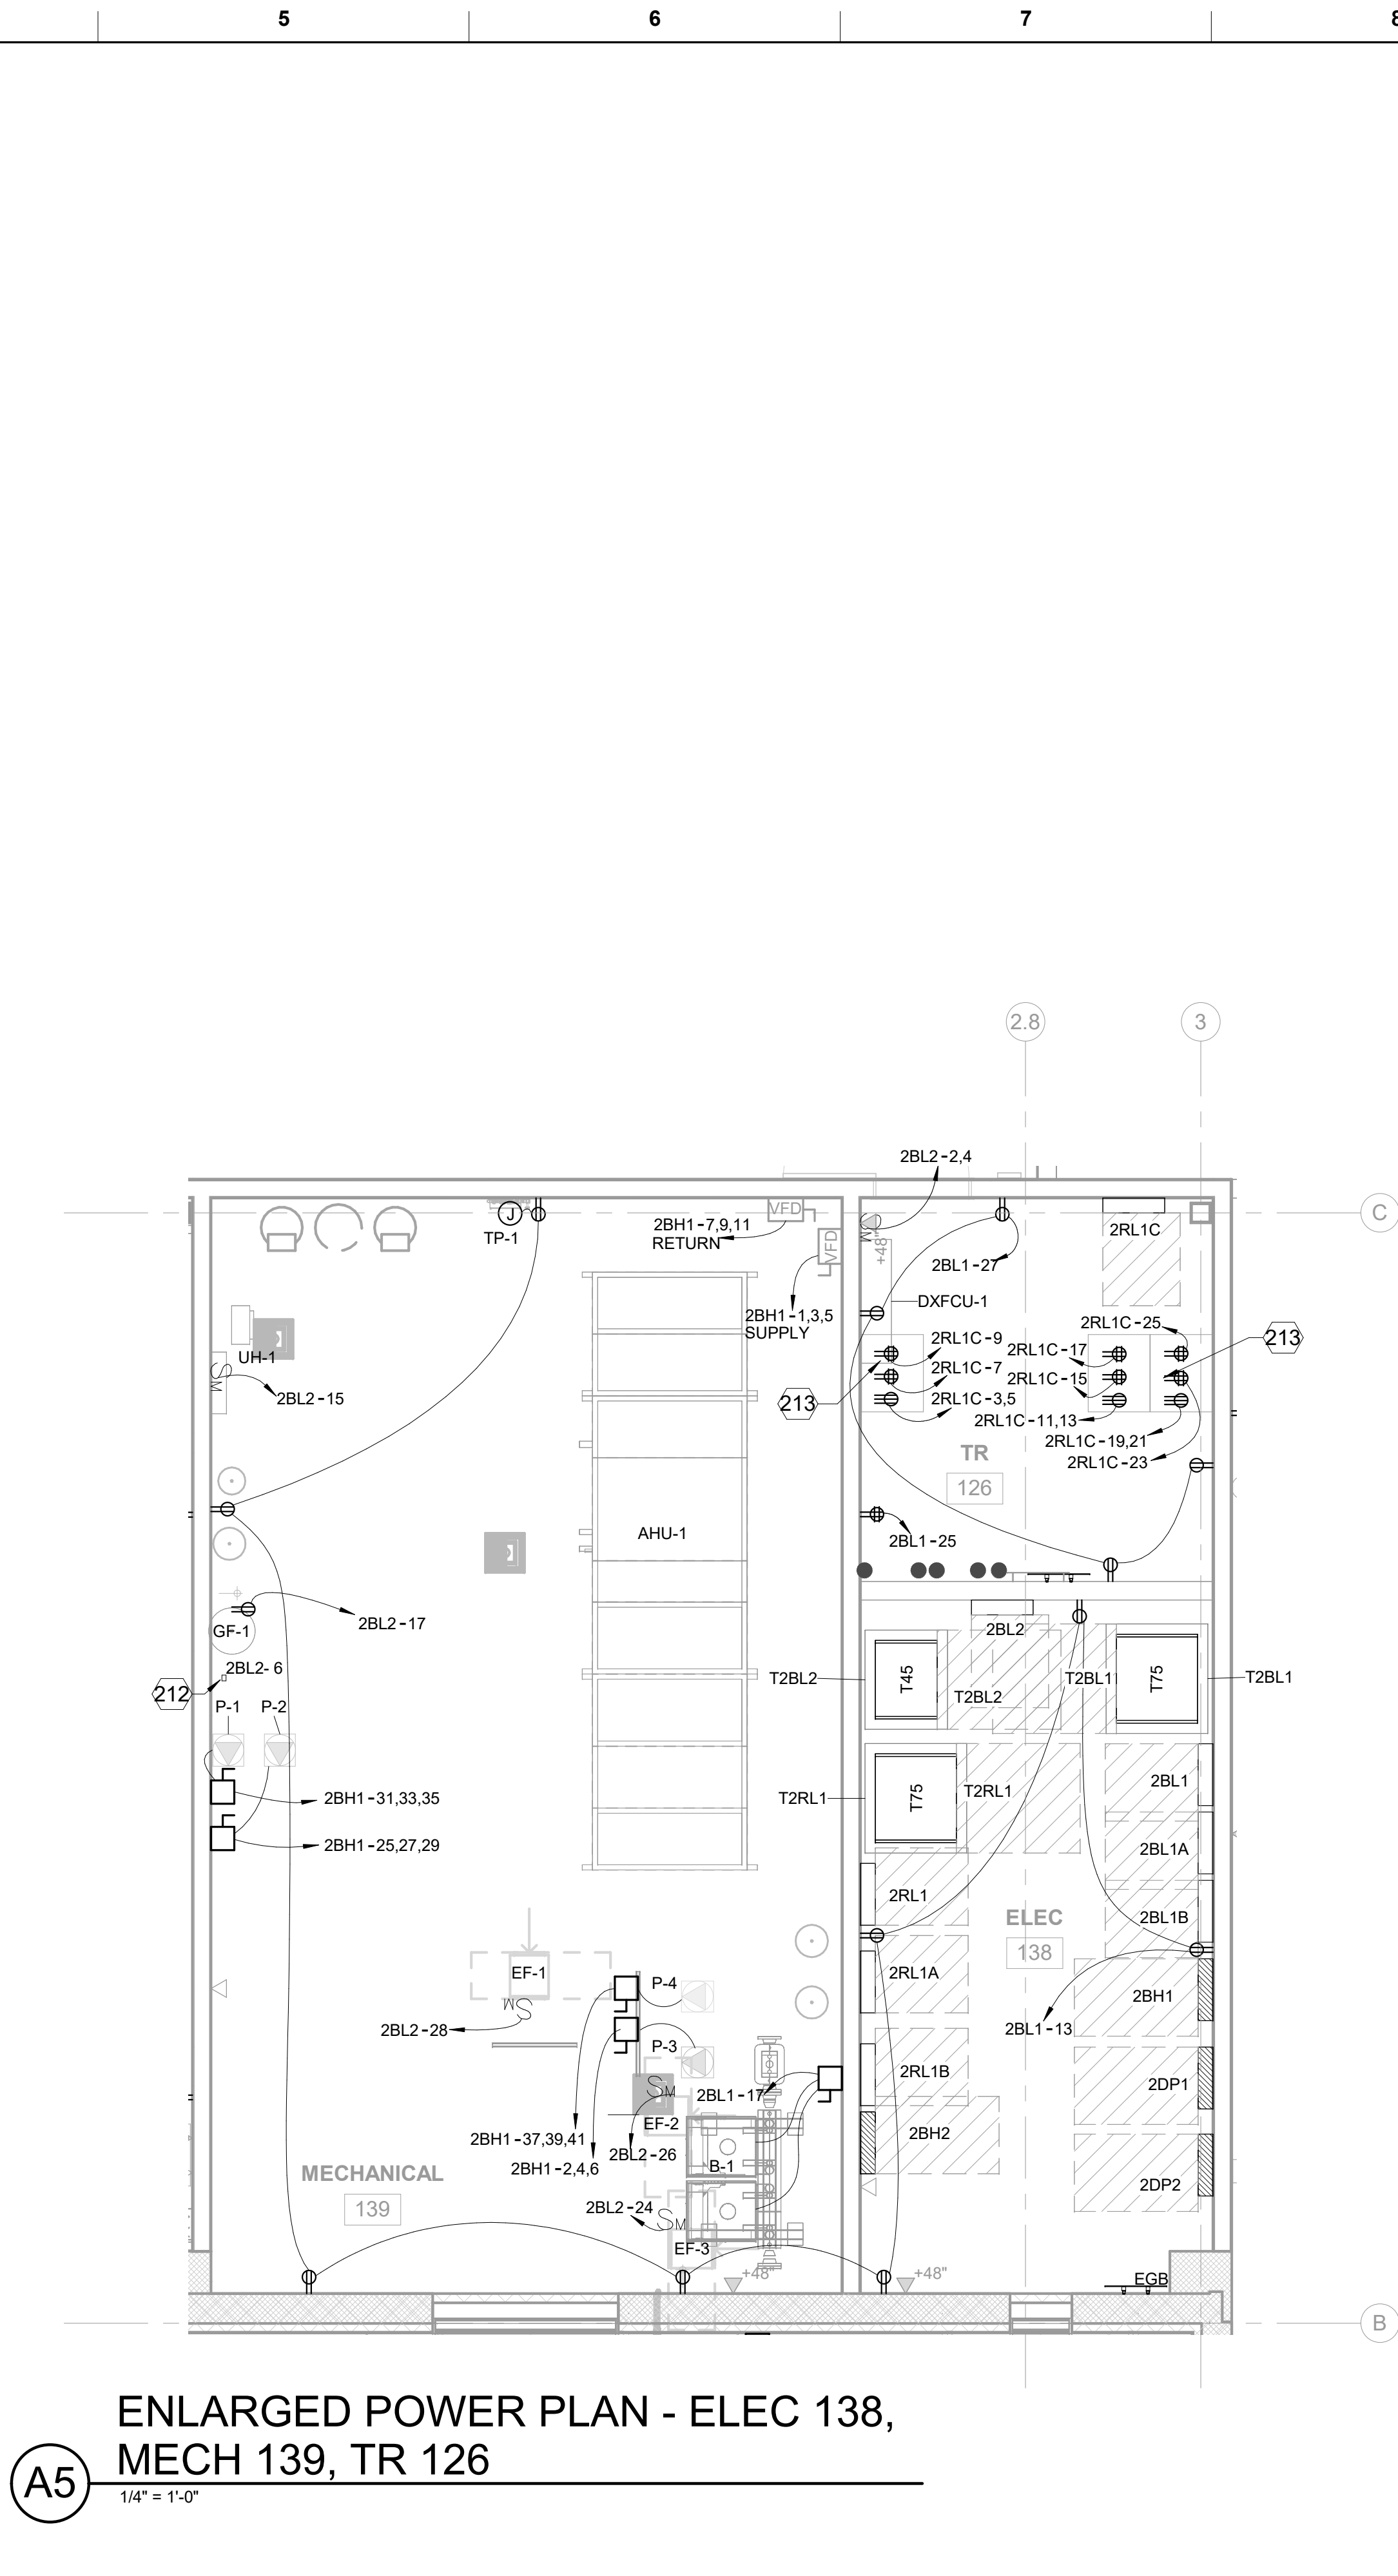 5
6
7
8
2.8
3
2BL2-2,4
C
VFD
2BH1-7,9,11
RETURN
J
TP-1
VFD
M
+48"
2RL1C
2BL1-27
DXFCU-1
2BH1-1,3,5
SUPPLY
2RL1C-25
213
2RL1C-9
2RL1C-17
UH-1
2RL1C-7
2RL1C-15
SM
2BL2-15
213
2RL1C-3,5
2RL1C-11,13
2RL1C-19,21
TR
2RL1C-23
126
AHU-1
2BL1-25
2BL2-17
GF-1
2BL2
2BL2-6
T2BL2
T45
T2BL1
T75
T2BL1
212
T2BL2
P-1
P-2
2BL1
T2RL1
T75
T2RL1
2BH1-31,33,35
2BH1-25,27,29
2BL1A
2RL1
ELEC
2BL1B
138
EF-1
2RL1A
P-4
2BH1
SM
2BL2-28
2BL1-13
P-3
2RL1B
2DP1
SM
2BL1-17
EF-2
2BH2
2BH1-37,39,41
2BL2-26
2BH1-2,4,6
B-1
MECHANICAL
2DP2
139
2BL2-24
SM
EF-3
+48"
+48"
EGB
B
ENLARGED POWER PLAN - ELEC 138,
MECH 139, TR 126
A5
1/4" = 1'-0"